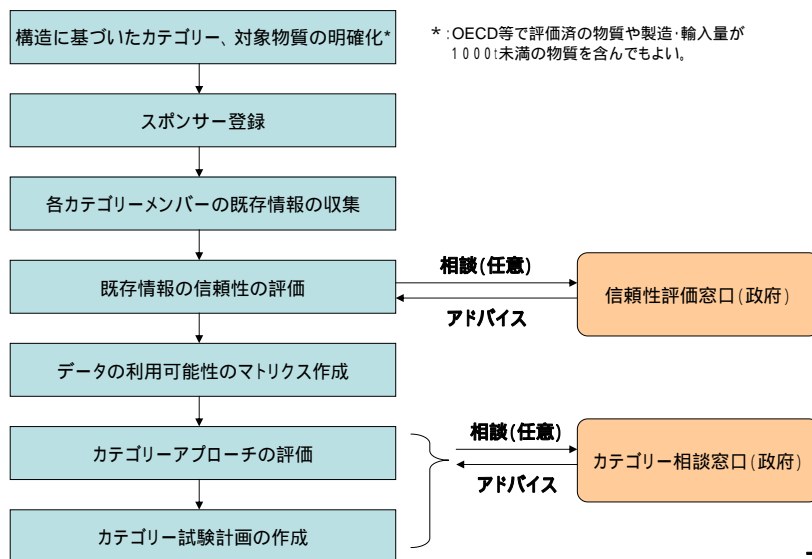 構造に基づいたカテゴリー、対象物質の明確化*
*:OECD等で評価済の物質や製造・輸入量が
1000t未満の物質を含んでもよい。
スポンサー登録
各カテゴリーメンバーの既存情報の収集
既存情報の信頼性の評価
相談(任意)
アドバイス
信頼性評価窓口(政府)
データの利用可能性のマトリクス作成
カテゴリーアプローチの評価
カテゴリー試験計画の作成
相談(任意)
アドバイス
カテゴリー相談窓口(政府)